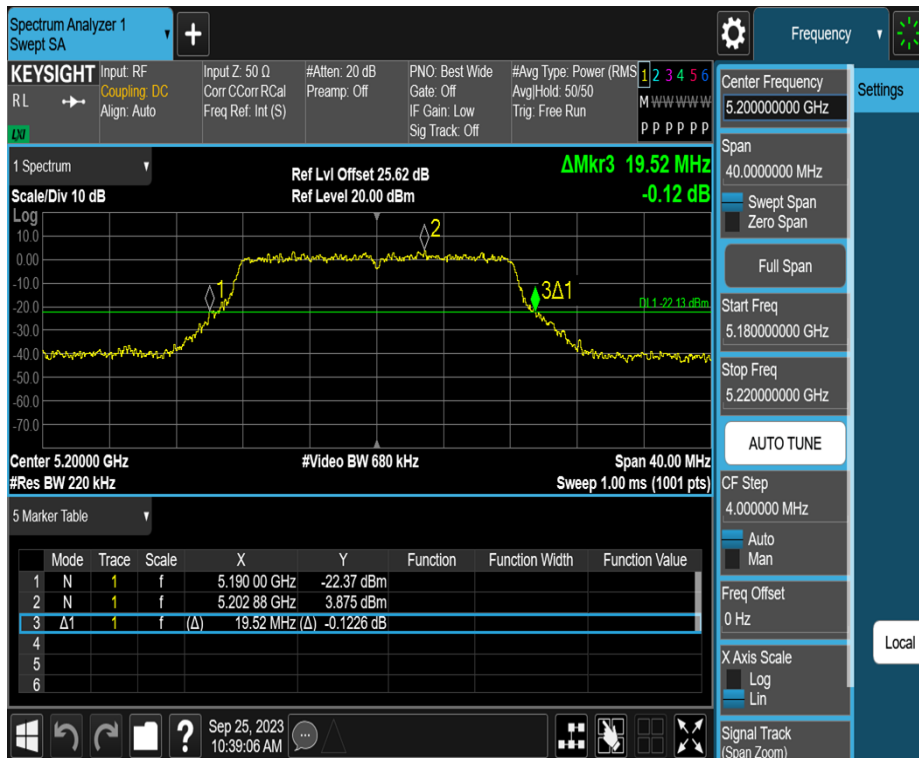 Spectrum Analyzer 1
Swept SA
+
Frequency
KEYSIGHT
RL
LXI
Input: RF
Coupling: DC
Align: Auto
Input Z: 50 Ω
Corr CCorr RCal
Freq Ref: Int (S)
#Atten: 20 dB
Preamp: Off
PNO: Best Wide
Gate: Off
IF Gain: Low
Sig Track: Off
#Avg Type: Power (RMS
Avg|Hold: 50/50
Trig: Free Run
1 2 3 4 5 6
M W W W W W
P P P P P P
1 Spectrum
Scale/Div 10 dB
Ref Lvl Offset 25.62 dB
Ref Level 20.00 dBm
ΔMkr3 19.52 MHz
-0.12 dB
Log
10.0
0.00
-10.0
-20.0
-30.0
-40.0
-50.0
-60.0
-70.0
1
2
3Δ1
DL1 -22.13 dBm
Center 5.20000 GHz
#Res BW 220 kHz
#Video BW 680 kHz
Span 40.00 MHz
Sweep 1.00 ms (1001 pts)
5 Marker Table
Mode Trace Scale X Y Function Function Width Function Value
1 N 1 f 5.190 00 GHz -22.37 dBm
2 N 1 f 5.202 88 GHz 3.875 dBm
3 Δ1 1 f (Δ) 19.52 MHz (Δ) -0.1226 dB
4
5
6
?
Sep 25, 2023
10:39:06 AM
Center Frequency
5.200000000 GHz
Span
40.0000000 MHz
Swept Span
Zero Span
Full Span
Start Freq
5.180000000 GHz
Stop Freq
5.220000000 GHz
AUTO TUNE
CF Step
4.000000 MHz
Auto
Man
Freq Offset
0 Hz
X Axis Scale
Log
Lin
Signal Track
(Span Zoom)
Settings
Local